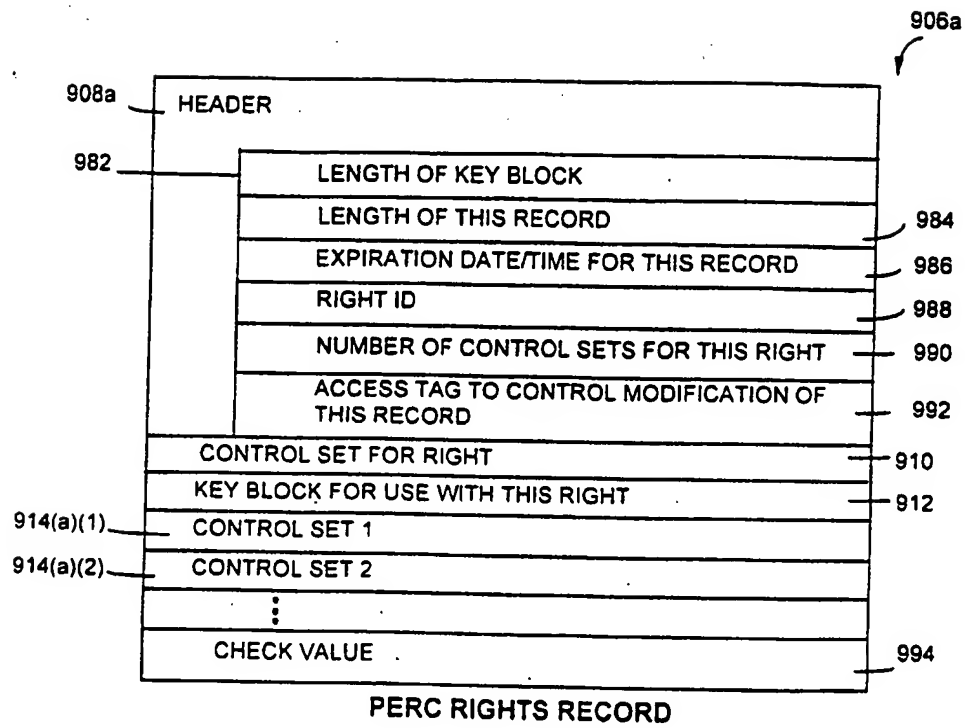 906a
908a
HEADER
982
LENGTH OF KEY BLOCK
LENGTH OF THIS RECORD
984
EXPIRATION DATE/TIME FOR THIS RECORD
986
RIGHT ID
988
NUMBER OF CONTROL SETS FOR THIS RIGHT
990
ACCESS TAG TO CONTROL MODIFICATION OF
THIS RECORD
992
CONTROL SET FOR RIGHT
910
KEY BLOCK FOR USE WITH THIS RIGHT
912
914(a)(1)
CONTROL SET 1
914(a)(2)
CONTROL SET 2
CHECK VALUE
994
PERC RIGHTS RECORD